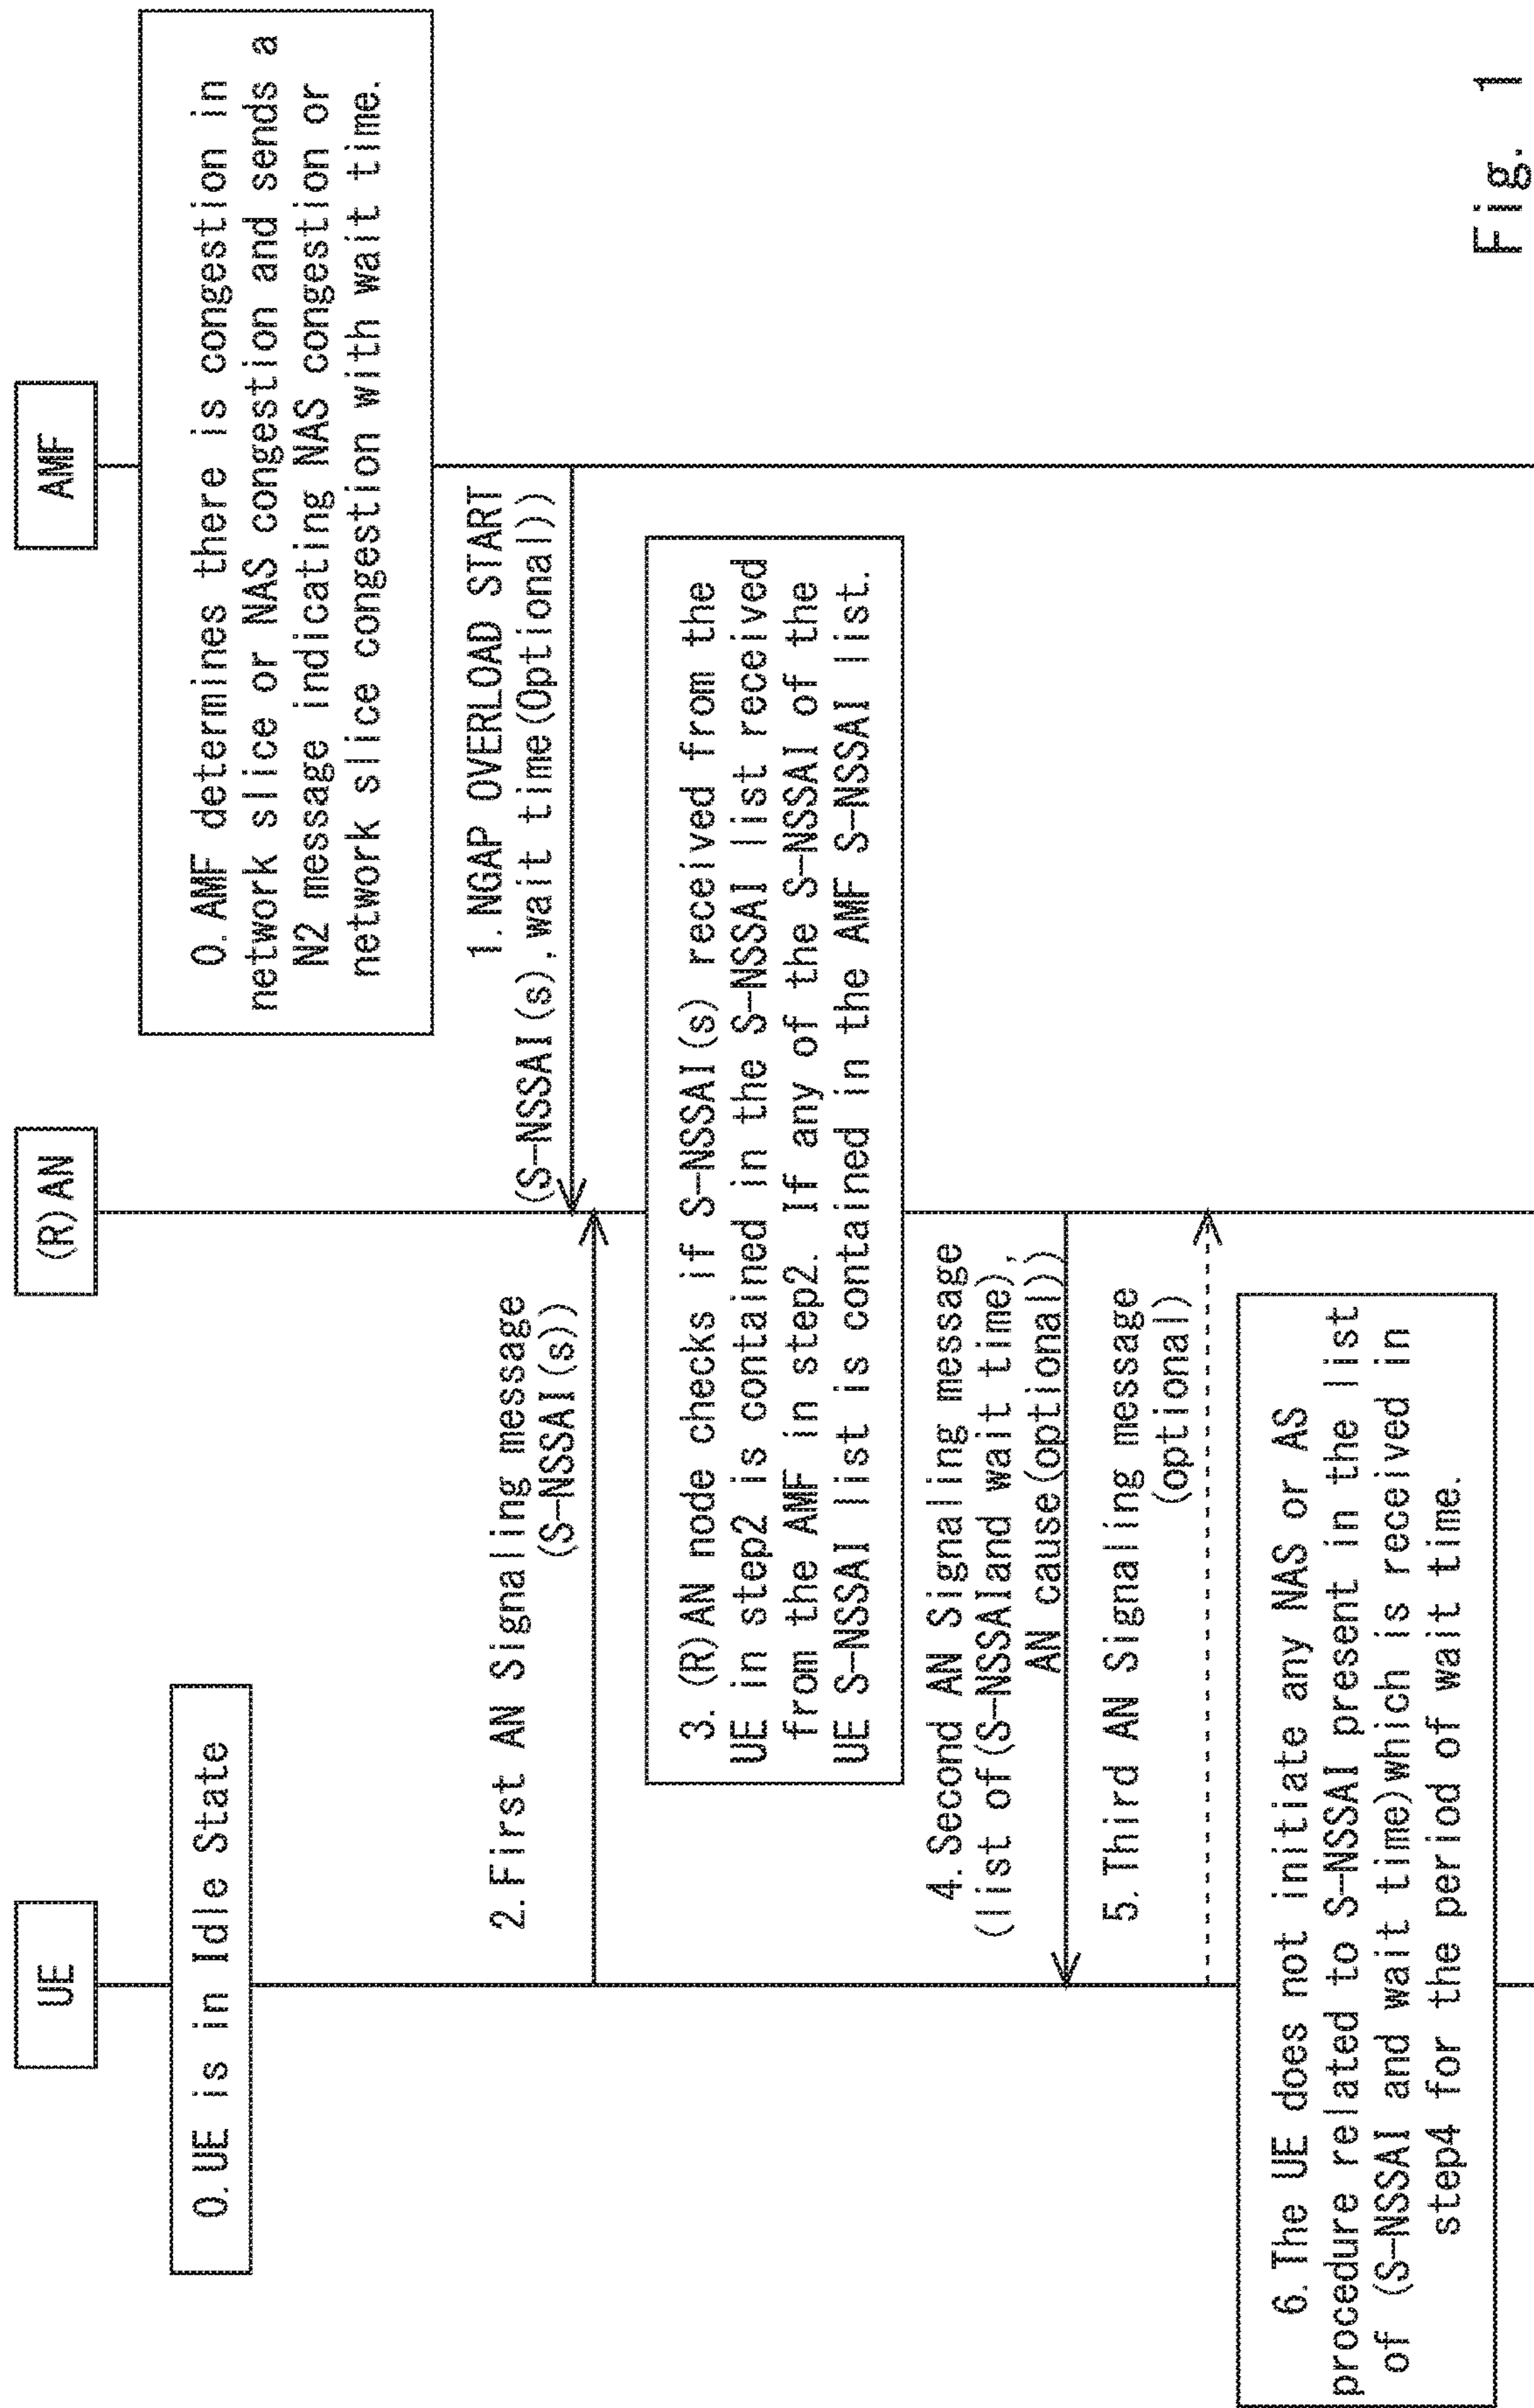 UE
(R)AN
AMF
0. UE is in Idle State
0. AMF determines there is congestion in
network slice or NAS congestion and sends a
N2 message indicating NAS congestion or
network slice congestion with wait time.
1. NGAP OVERLOAD START
(S-NSSAI(s), wait time(Optional))
2. First AN Signaling message
(S-NSSAI(s))
3. (R)AN node checks if S-NSSAI(s) received from the
UE in step2 is contained in the S-NSSAI list received
from the AMF in step2. If any of the S-NSSAI of the
UE S-NSSAI list is contained in the AMF S-NSSAI list.
4. Second AN Signaling message
(list of(S-NSSAIand wait time),
AN cause(optional))
5. Third AN Signaling message
(optional)
6. The UE does not initiate any NAS or AS
procedure related to S-NSSAI present in the list
of (S-NSSAI and wait time)which is received in
step4 for the period of wait time.
Fig. 1